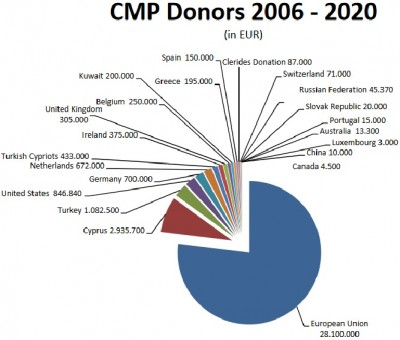 CMP Donors 2006 - 2020
(in EUR)
Spain 150.000
Clerides Donation 87.000
Kuwait 200.000
Greece 195.000
Switzerland 71.000
Russian Federation 45.370
Belgium 250.000
Slovak Republic 20.000
United Kingdom
305.000
Portugal 15.000
Australia 13.300
Ireland 375.000
Luxembourg 3.000
Turkish Cypriots 433.000
China 10.000
Netherlands 672.000
Canada 4.500
Germany 700.000
United States 846.840
Turkey 1.082.500
Cyprus 2.935.700
European Union
28.100.000